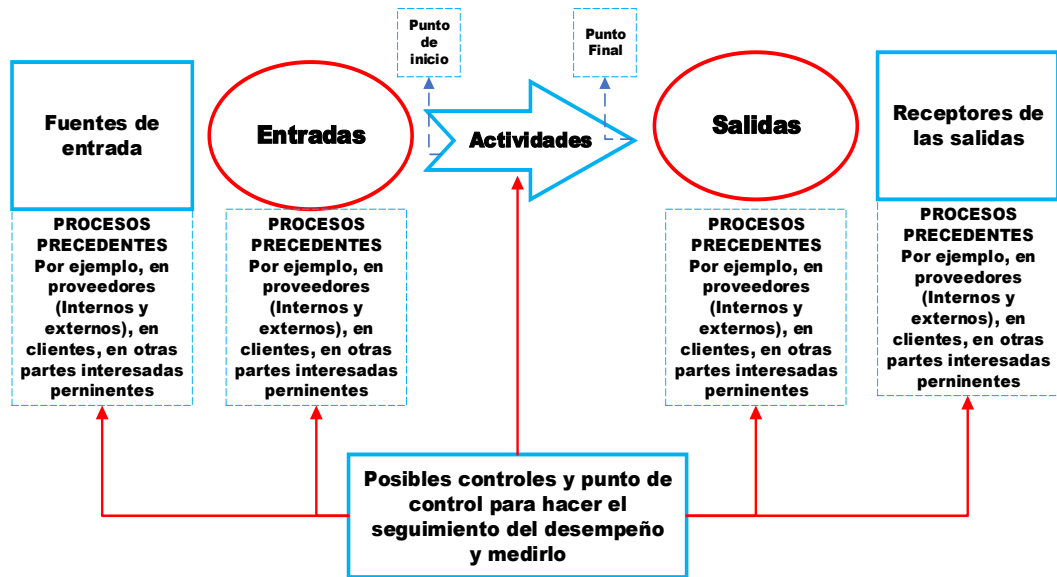 Punto
de
inicio
Punto
Final
Fuentes de
entrada
Entradas
Actividades
Salidas
Receptores de
las salidas
PROCESOS
PRECEDENTES
Por ejemplo, en
proveedores
(Internos y
externos), en
clientes, en otras
partes interesadas
perninentes
PROCESOS
PRECEDENTES
Por ejemplo, en
proveedores
(Internos y
externos), en
clientes, en otras
partes interesadas
perninentes
PROCESOS
PRECEDENTES
Por ejemplo, en
proveedores
(Internos y
externos), en
clientes, en otras
partes interesadas
perninentes
PROCESOS
PRECEDENTES
Por ejemplo, en
proveedores
(Internos y
externos), en
clientes, en otras
partes interesadas
perninentes
Posibles controles y punto de
control para hacer el
seguimiento del desempeño
y medirlo